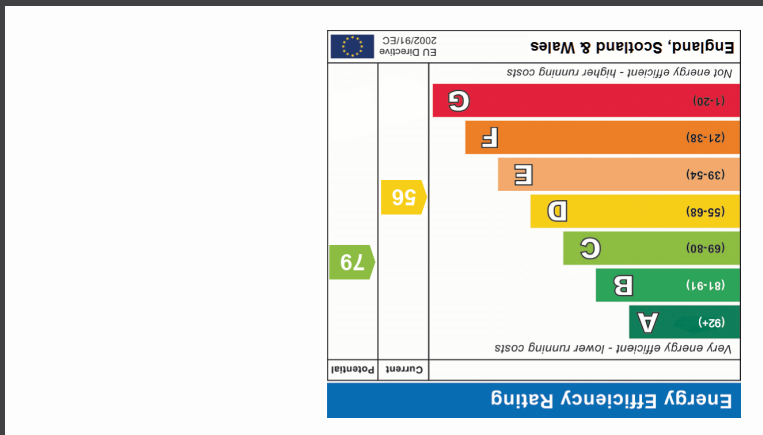 Energy Efficiency Rating
Current
Potential
Very energy efficient - lower running costs
(92+) A
(81-91) B
(69-80) C
79
(55-68) D
56
(39-54) E
(21-38) F
(1-20) G
Not energy efficient - higher running costs
England, Scotland & Wales
EU Directive
2002/91/EC